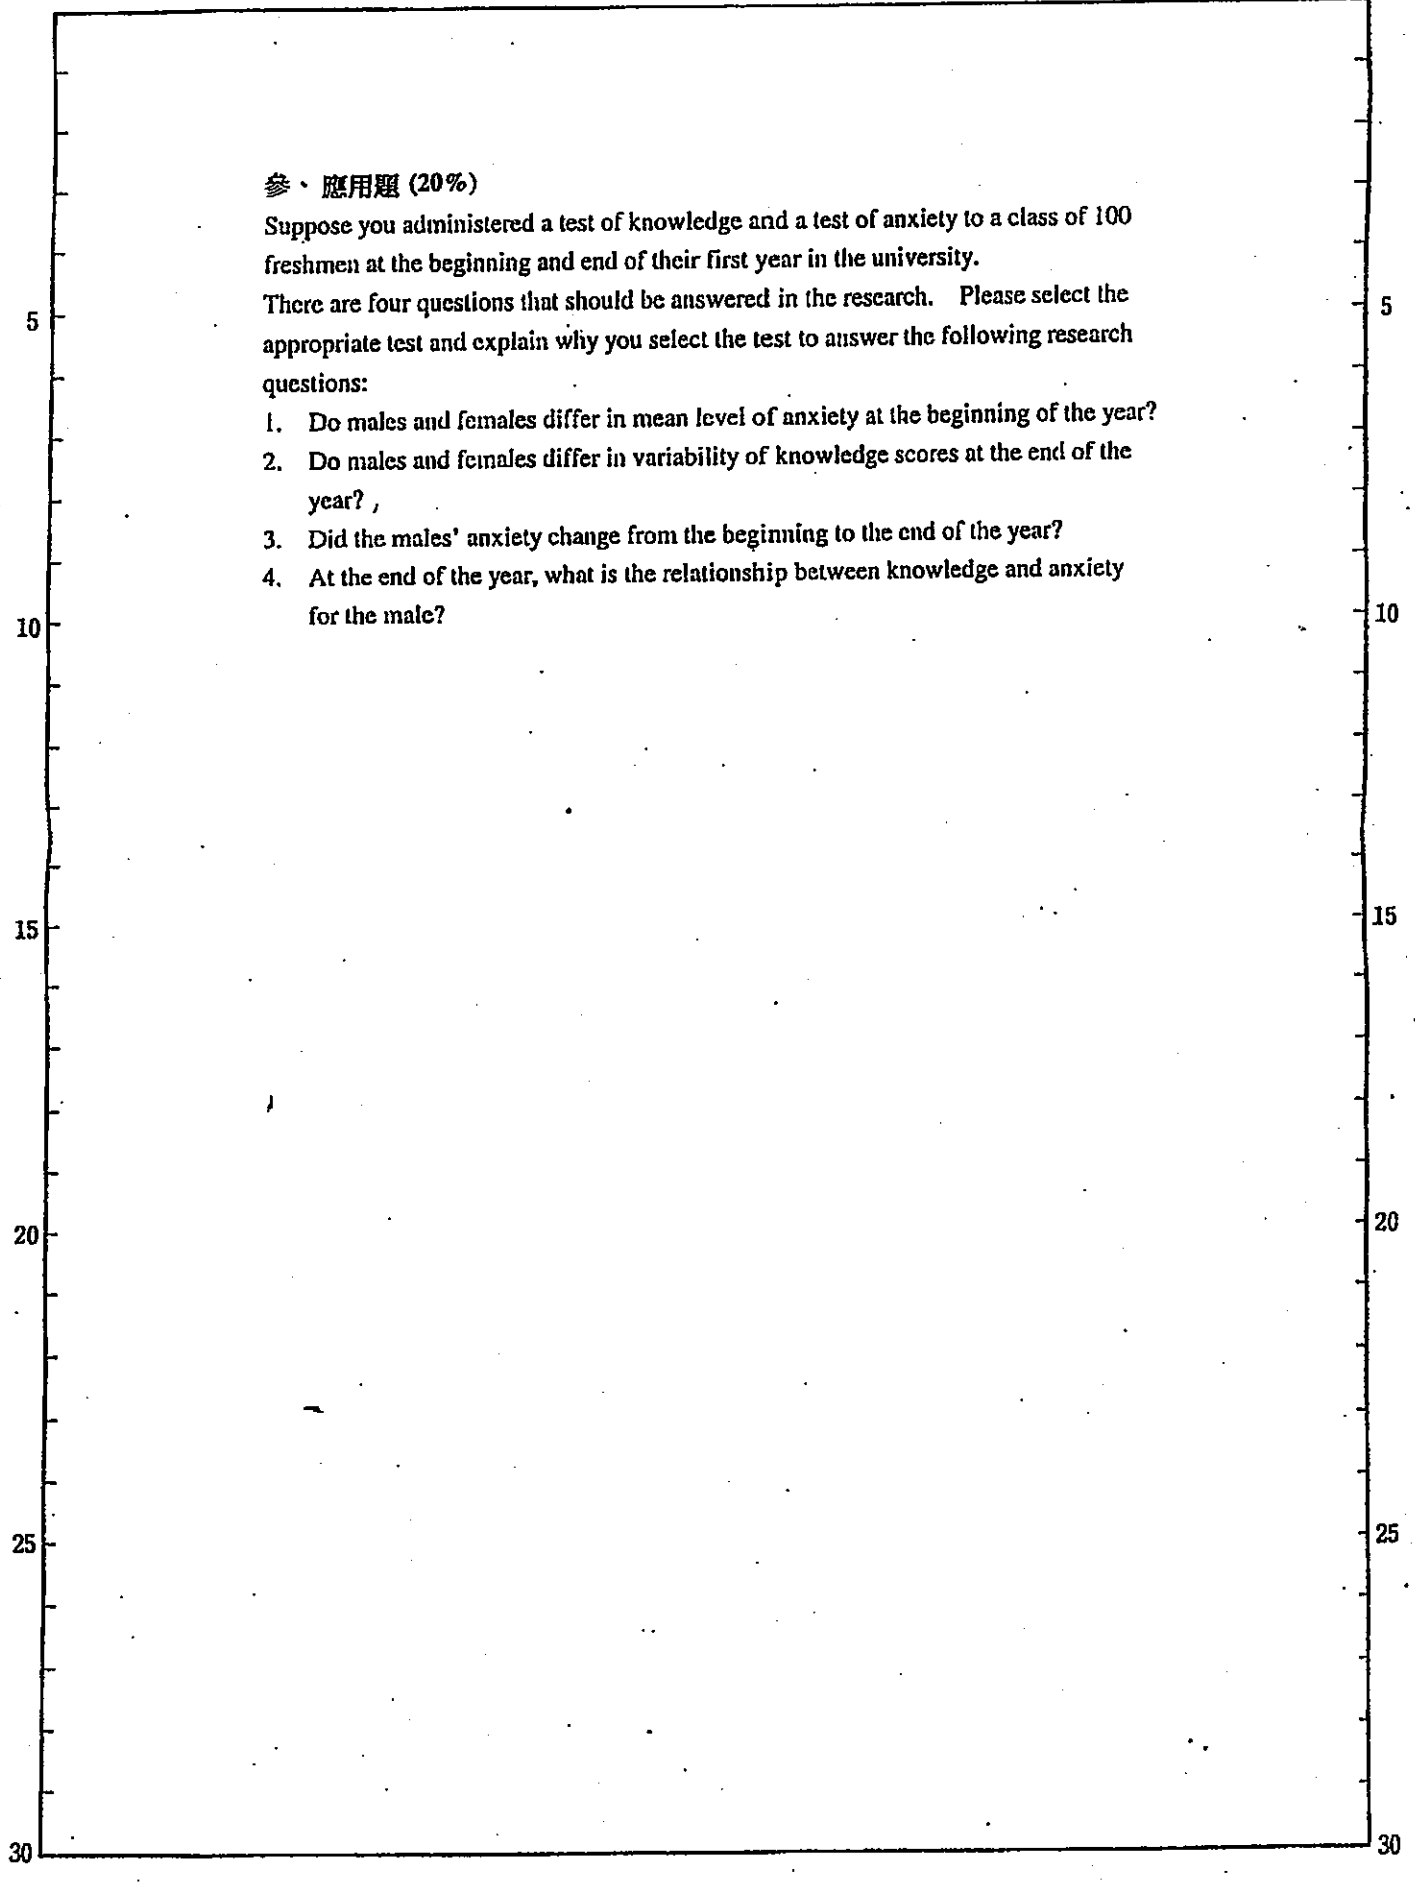 參、應用題 (20%)
Suppose you administered a test of knowledge and a test of anxiety to a class of 100
freshmen at the beginning and end of their first year in the university.
There are four questions that should be answered in the research. Please select the
5
5
appropriate test and explain why you select the test to answer the following research
questions:
1. Do males and females differ in mean level of anxiety at the beginning of the year?
2. Do males and females differ in variability of knowledge scores at the end of the
year? ,
3. Did the males' anxiety change from the beginning to the end of the year?
4. At the end of the year, what is the relationship between knowledge and anxiety
for the male?
10
10
15
15
20
20
25
25
30
30